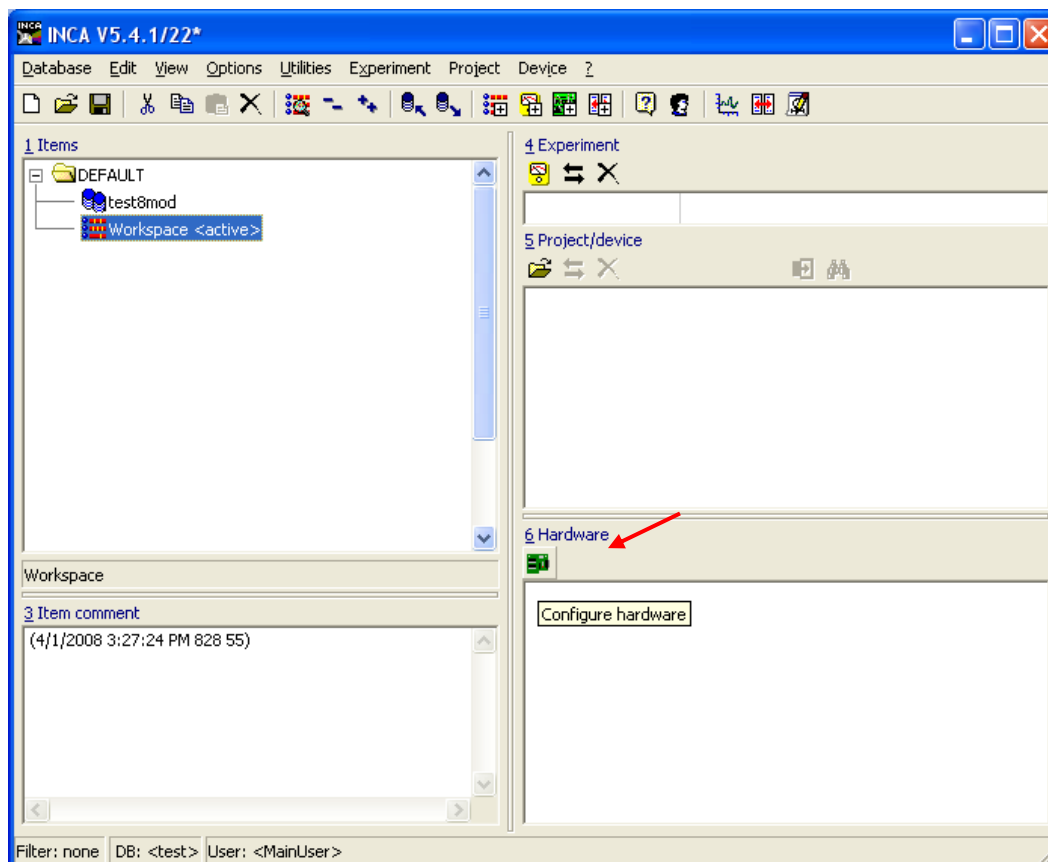 INCA V5.4.1/22*
Database Edit View Options Utilities Experiment Project Device ?
1 Items
DEFAULT
test8mod
Workspace <active>
Workspace
3 Item comment
(4/1/2008 3:27:24 PM 828 55)
4 Experiment
5 Project/device
6 Hardware
Configure hardware
Filter: none DB: <test> User: <MainUser>